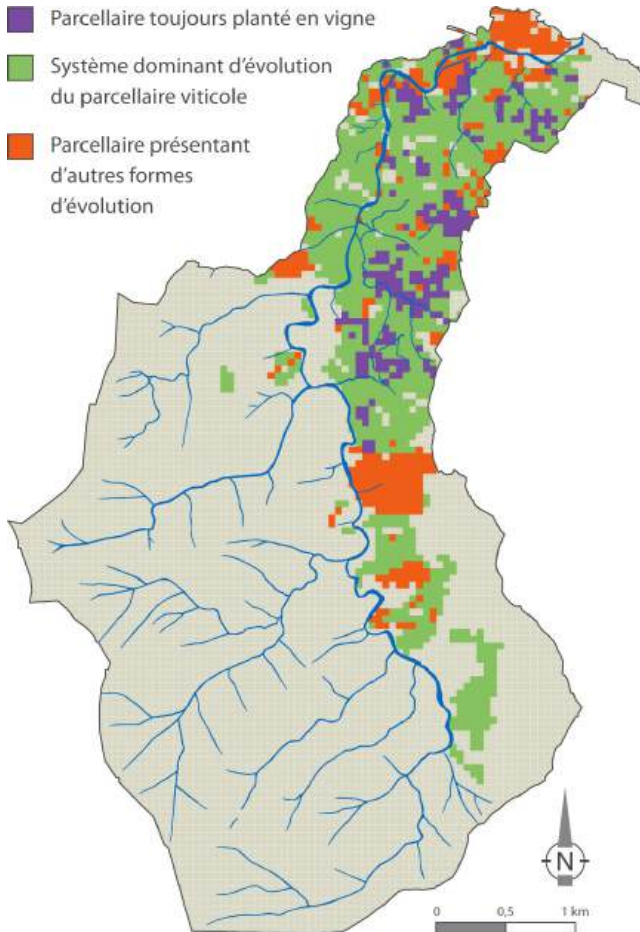 Parcellaire toujours planté en vigne
Système dominant d'évolution
du parcellaire viticole
Parcellaire présentant
d'autres formes
d'évolution
N
0 0,5 1 km